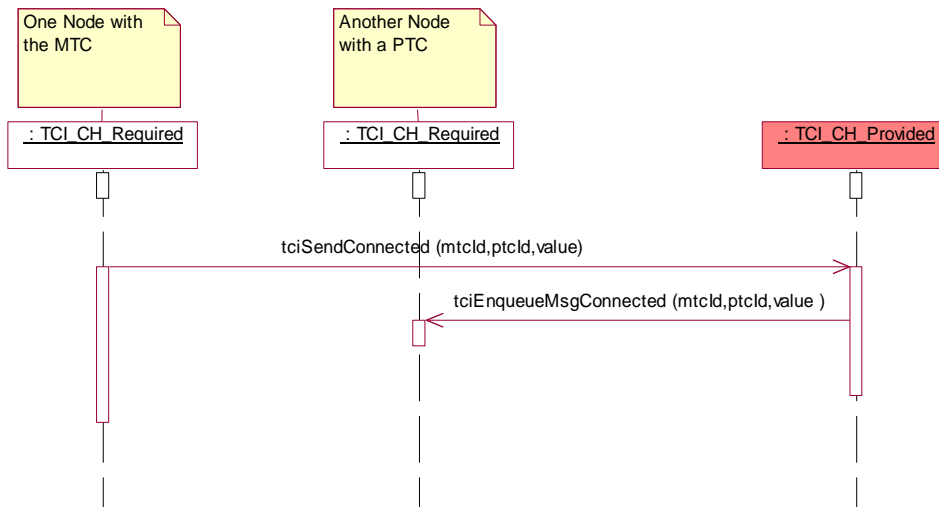 One Node with
the MTC
Another Node
with a PTC
: TCI_CH_Required
: TCI_CH_Required
: TCI_CH_Provided
tciSendConnected (mtcId,ptcId,value)
tciEnqueueMsgConnected (mtcId,ptcId,value )